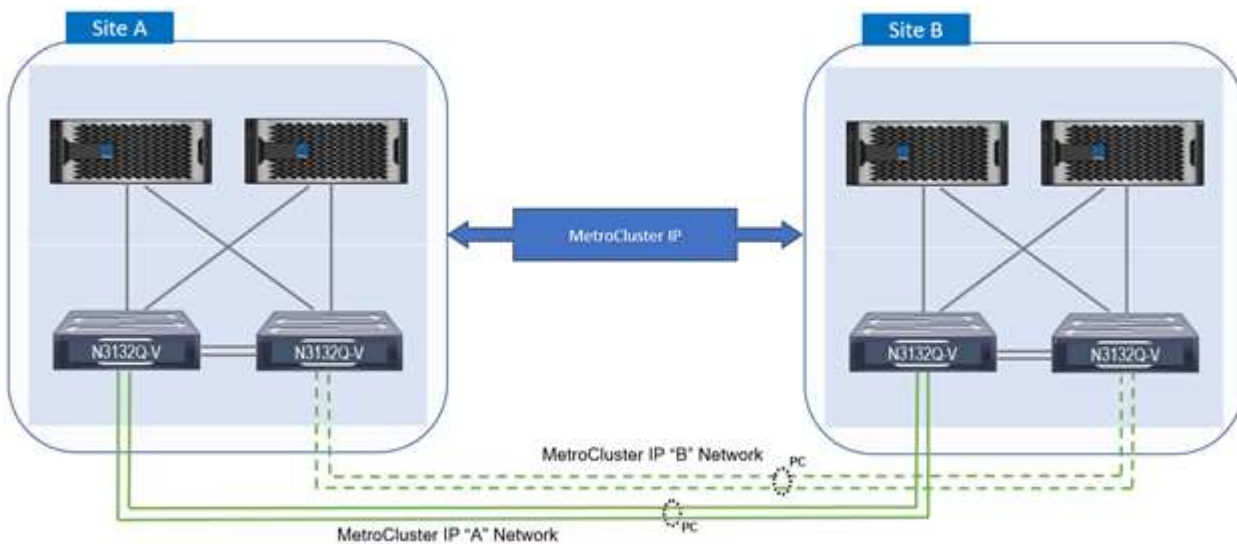 Site A
Site B
MetroCluster IP
N3132Q-V
N3132Q-V
N3132Q-V
N3132Q-V
MetroCluster IP "B" Network
PC
PC
MetroCluster IP "A" Network